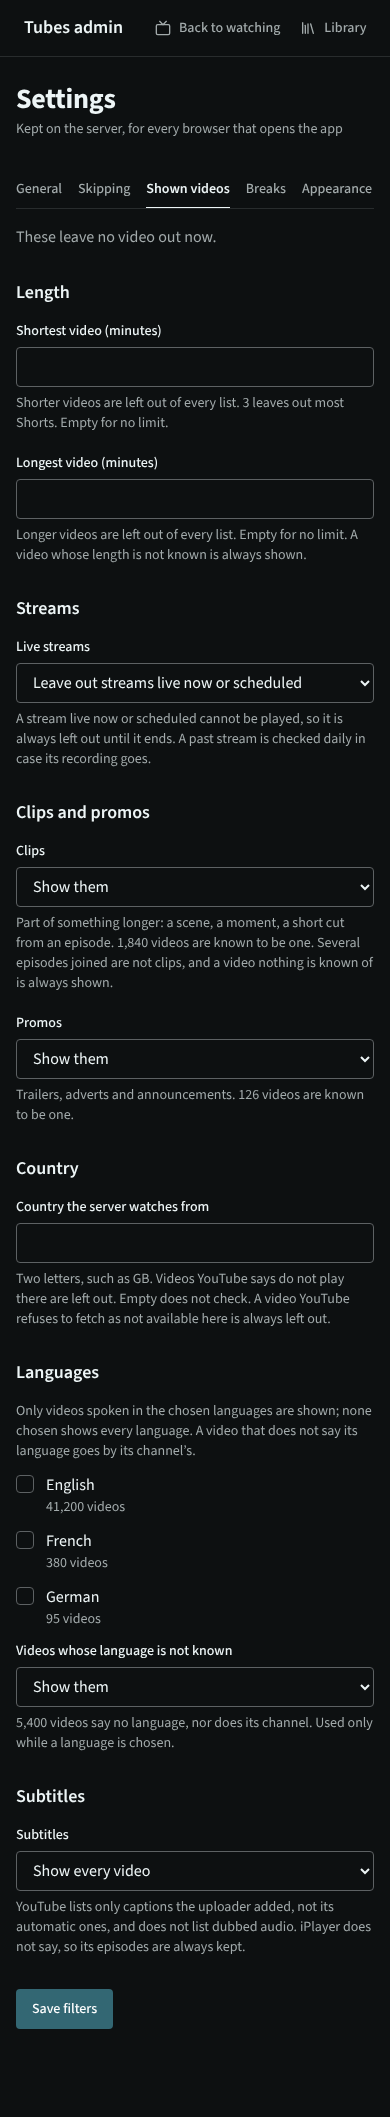 Tubes admin
Back to watching
Library
Settings
Kept on the server, for every browser that opens the app
General
Skipping
Shown videos
Breaks
Appearance
These leave no video out now.
Length
Shortest video (minutes)
Shorter videos are left out of every list. 3 leaves out most
Shorts. Empty for no limit.
Longest video (minutes)
Longer videos are left out of every list. Empty for no limit. A
video whose length is not known is always shown.
Streams
Live streams
Leave out streams live now or scheduled
A stream live now or scheduled cannot be played, so it is
always left out until it ends. A past stream is checked daily in
case its recording goes.
Clips and promos
Clips
Show them
Part of something longer: a scene, a moment, a short cut
from an episode. 1,840 videos are known to be one. Several
episodes joined are not clips, and a video nothing is known of
is always shown.
Promos
Show them
Trailers, adverts and announcements. 126 videos are known
to be one.
Country
Country the server watches from
Two letters, such as GB. Videos YouTube says do not play
there are left out. Empty does not check. A video YouTube
refuses to fetch as not available here is always left out.
Languages
Only videos spoken in the chosen languages are shown; none
chosen shows every language. A video that does not say its
language goes by its channel's.
English
41,200 videos
French
380 videos
German
95 videos
Videos whose language is not known
Show them
5,400 videos say no language, nor does its channel. Used only
while a language is chosen.
Subtitles
Subtitles
Show every video
YouTube lists only captions the uploader added, not its
automatic ones, and does not list dubbed audio. iPlayer does
not say, so its episodes are always kept.
Save filters